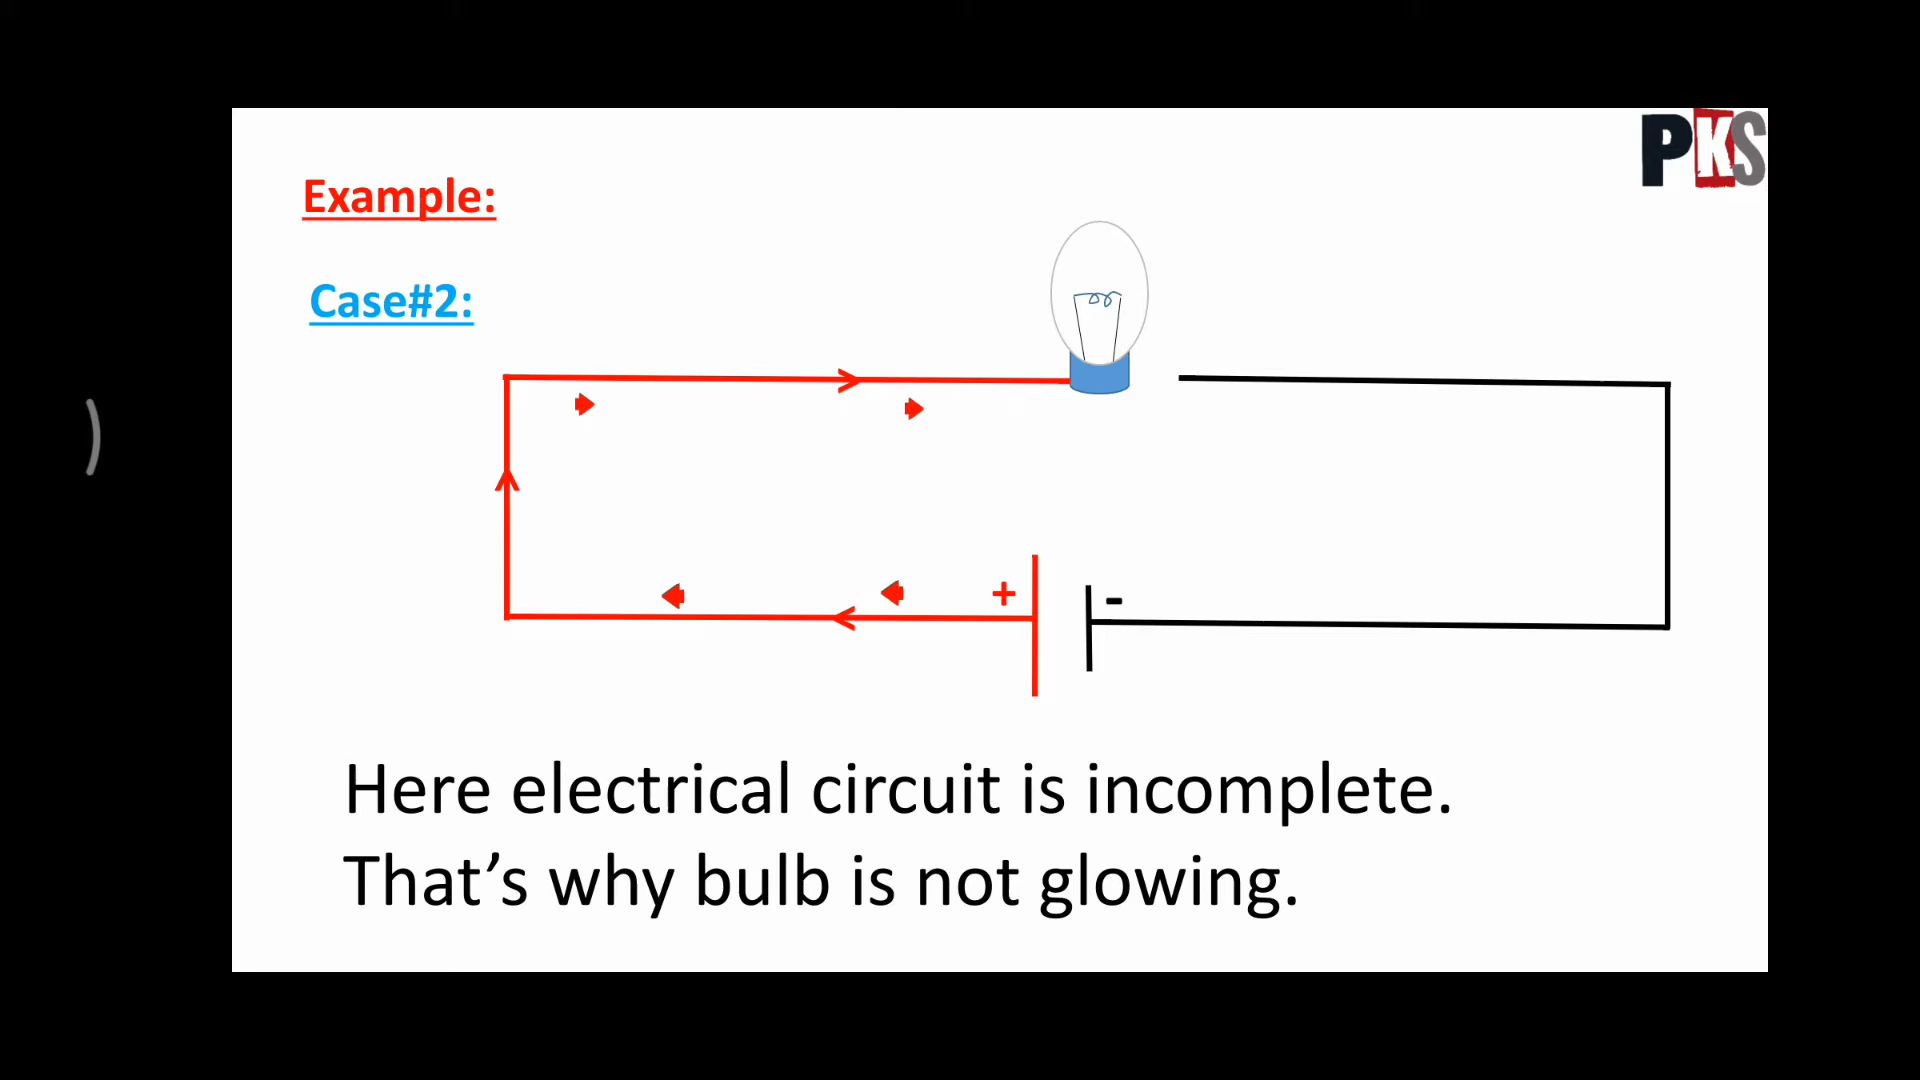 PKS
Example:
Case#2:
+
-
Here electrical circuit is incomplete.
That’s why bulb is not glowing.